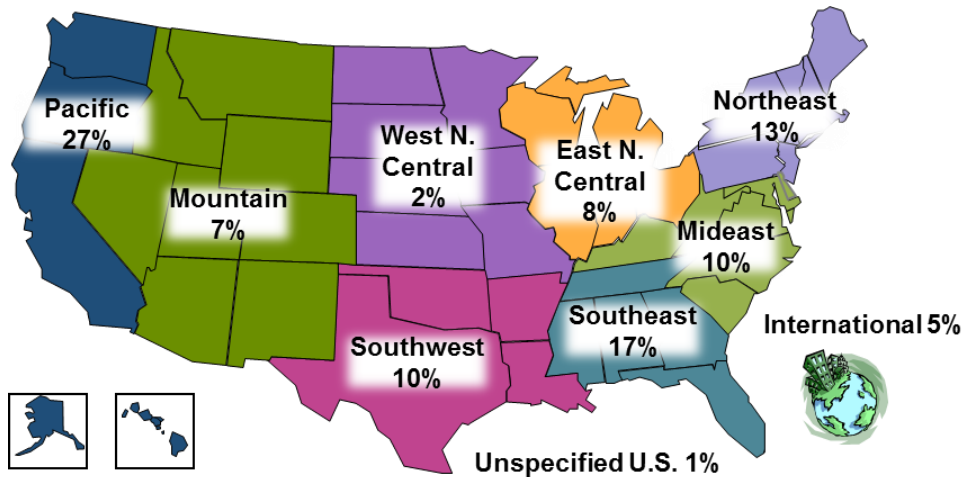 Pacific
27%
Mountain
7%
West N.
Central
2%
East N.
Central
8%
Northeast
13%
Mideast
10%
Southeast
17%
Southwest
10%
International 5%
Unspecified U.S. 1%